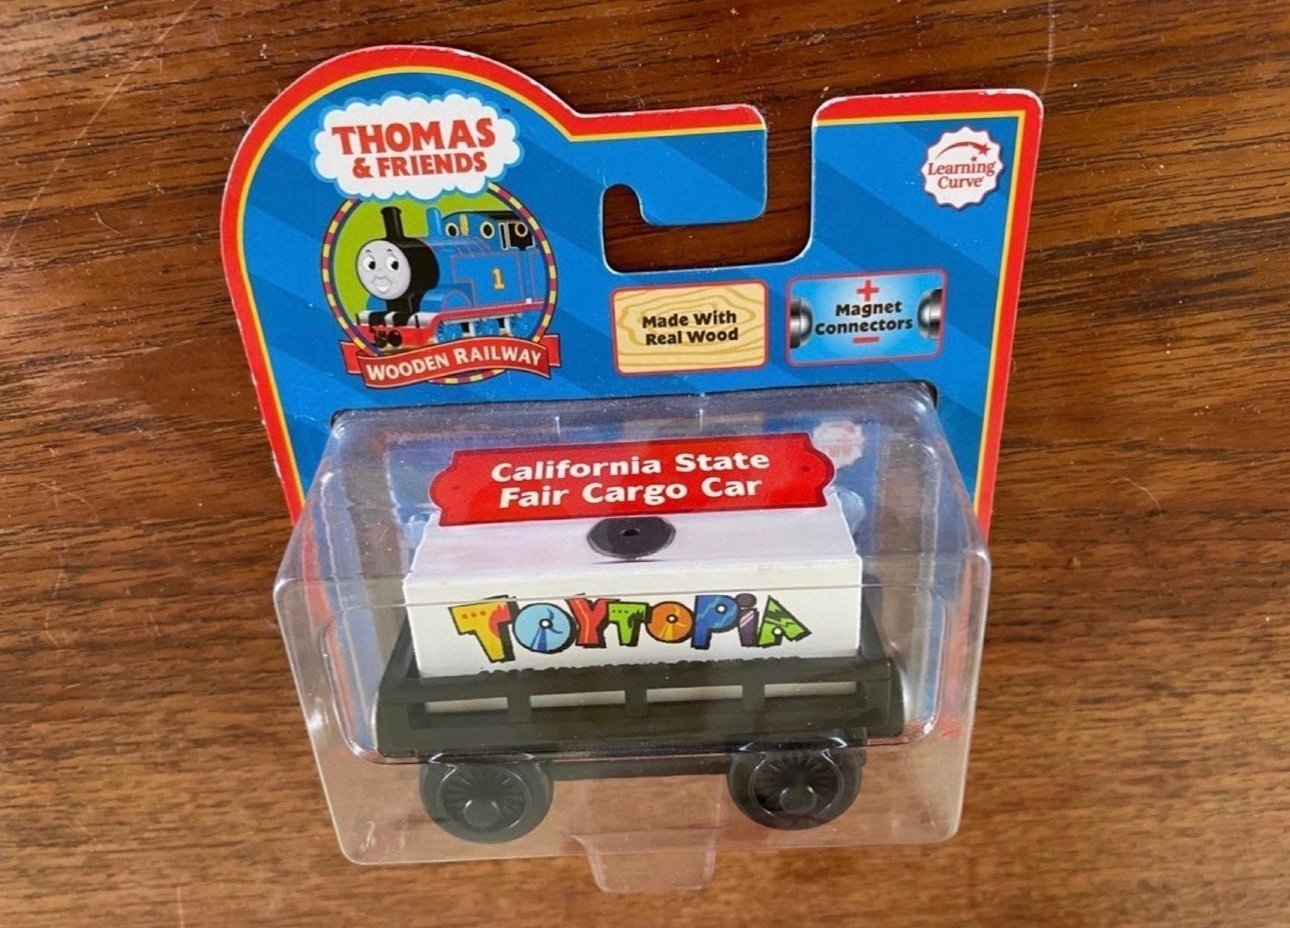 THOMAS
& FRIENDS
1
WOODEN RAILWAY
Learning
Curve
Made With
Real Wood
+
Magnet
Connectors
−
California State
Fair Cargo Car
TOYTOPiA